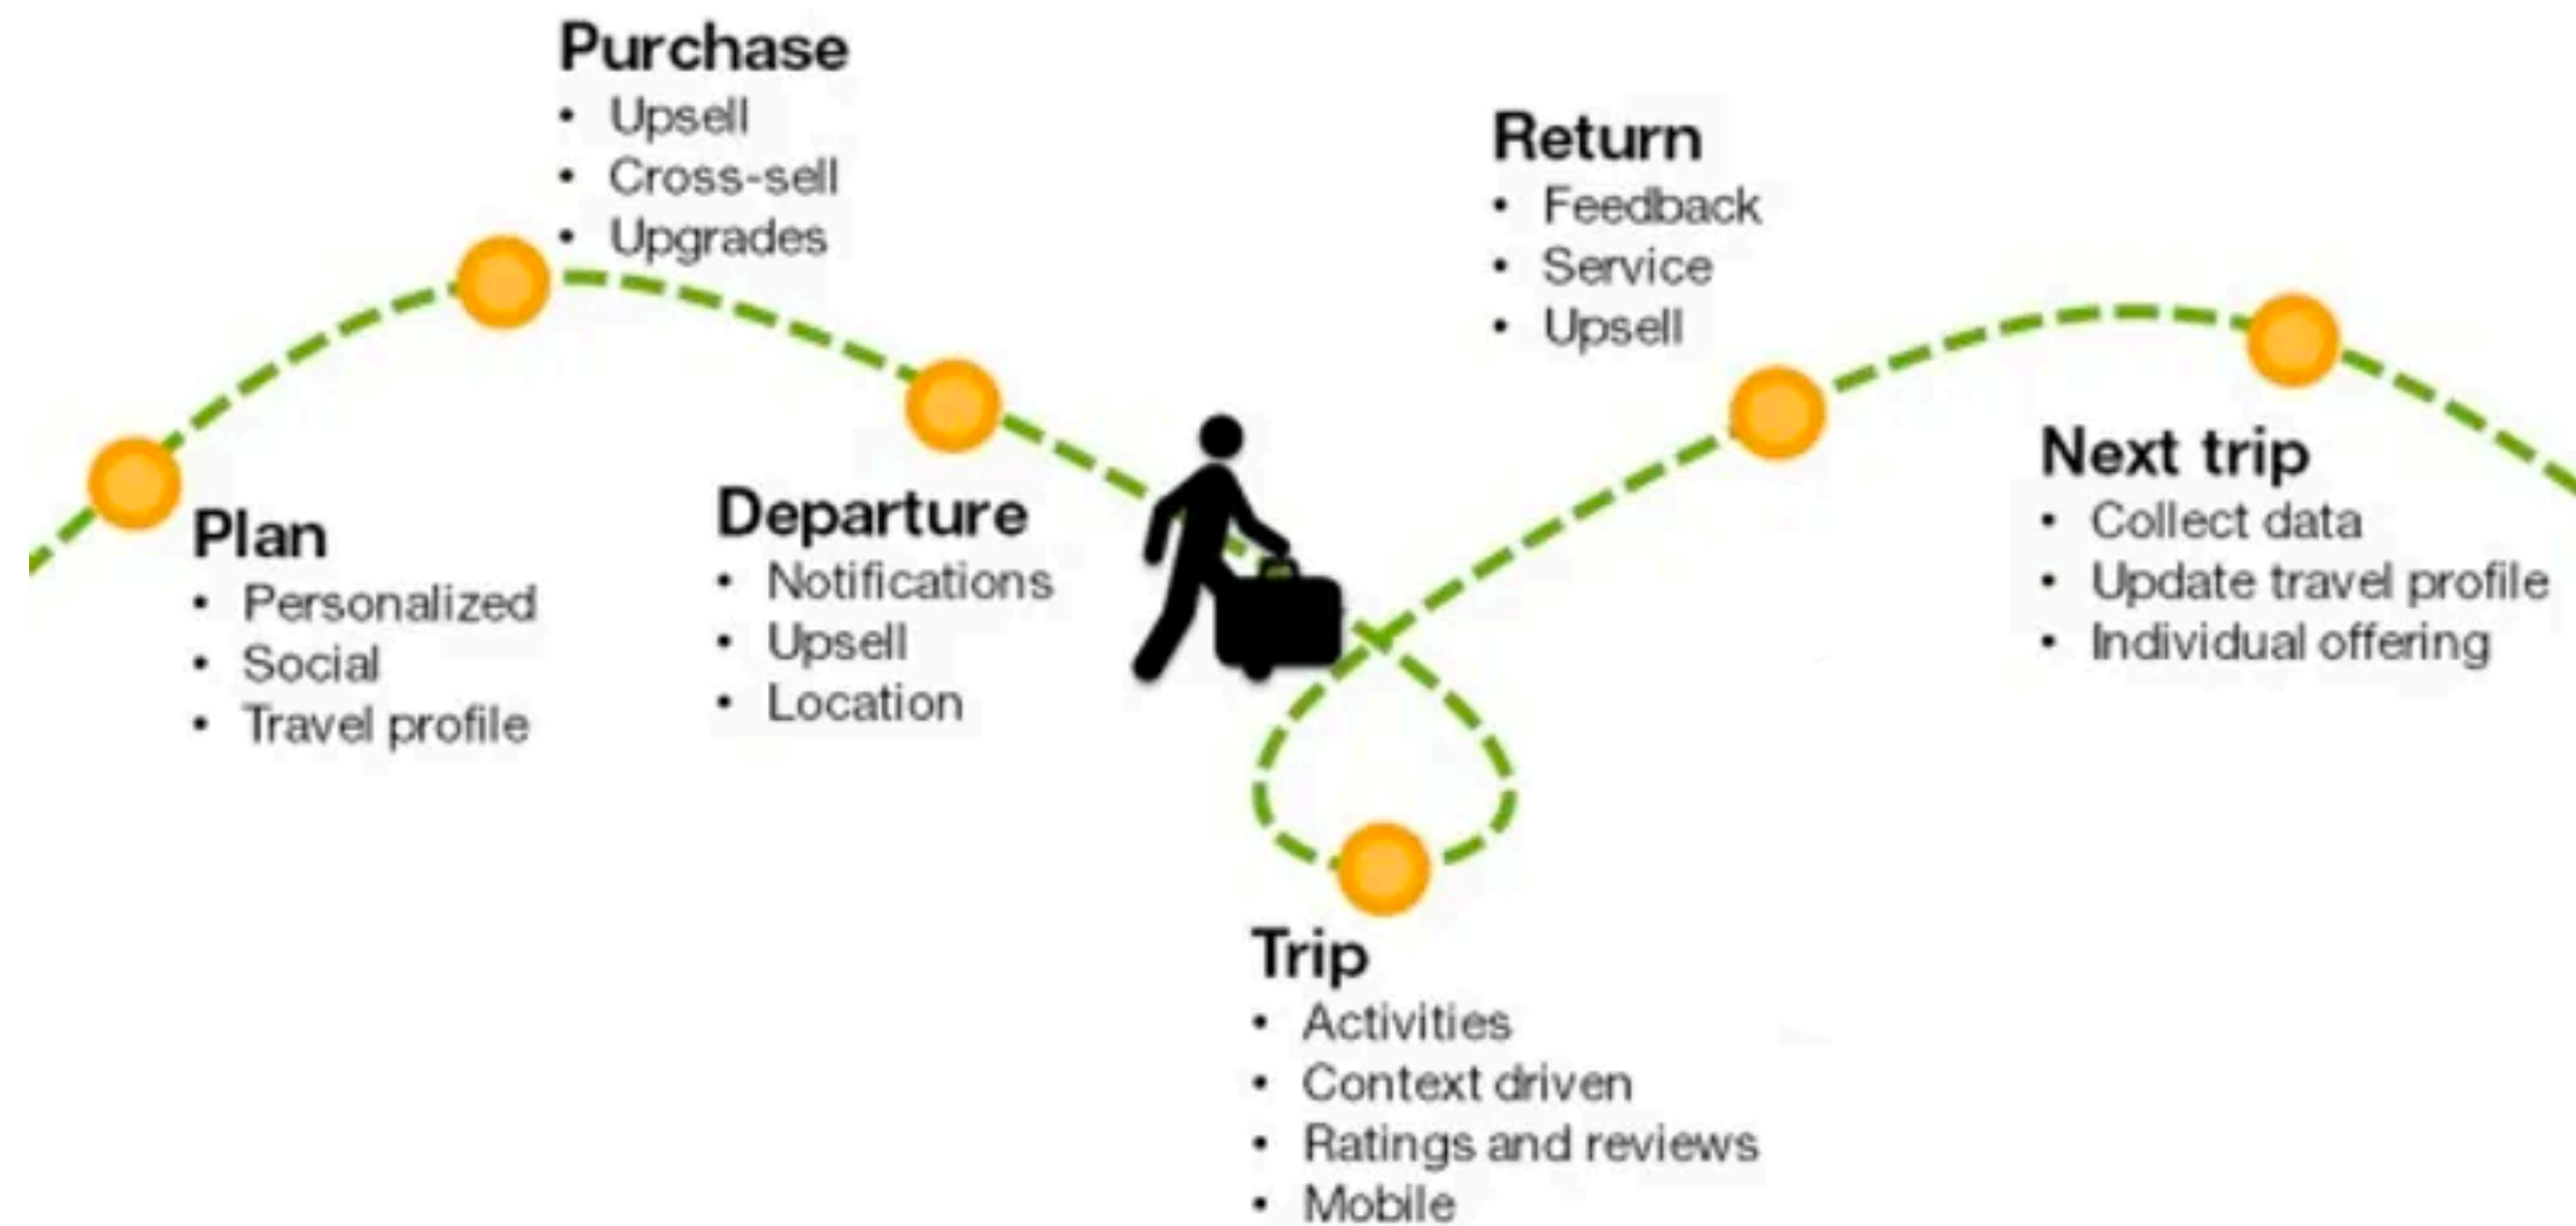 Purchase
• Upsell
• Cross-sell
• Upgrades
Plan
• Personalized
• Social
• Travel profile
Departure
• Notifications
• Upsell
• Location
Trip
• Activities
• Context driven
• Ratings and reviews
• Mobile
Return
• Feedback
• Service
• Upsell
Next trip
• Collect data
• Update travel profile
• Individual offering